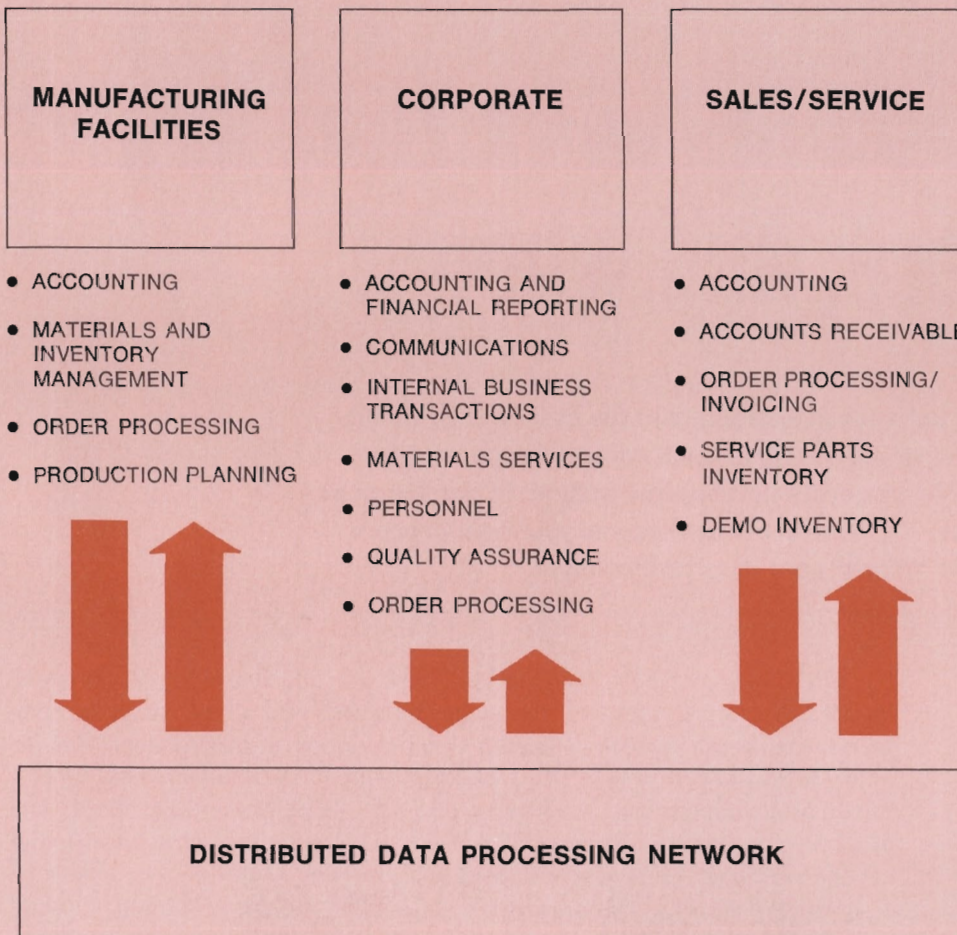 MANUFACTURING
FACILITIES
• ACCOUNTING
• MATERIALS AND
INVENTORY
MANAGEMENT
• ORDER PROCESSING
• PRODUCTION PLANNING
CORPORATE
• ACCOUNTING AND
FINANCIAL REPORTING
• COMMUNICATIONS
• INTERNAL BUSINESS
TRANSACTIONS
• MATERIALS SERVICES
• PERSONNEL
• QUALITY ASSURANCE
• ORDER PROCESSING
SALES/SERVICE
• ACCOUNTING
• ACCOUNTS RECEIVABLE
• ORDER PROCESSING/
INVOICING
• SERVICE PARTS
INVENTORY
• DEMO INVENTORY
DISTRIBUTED DATA PROCESSING NETWORK